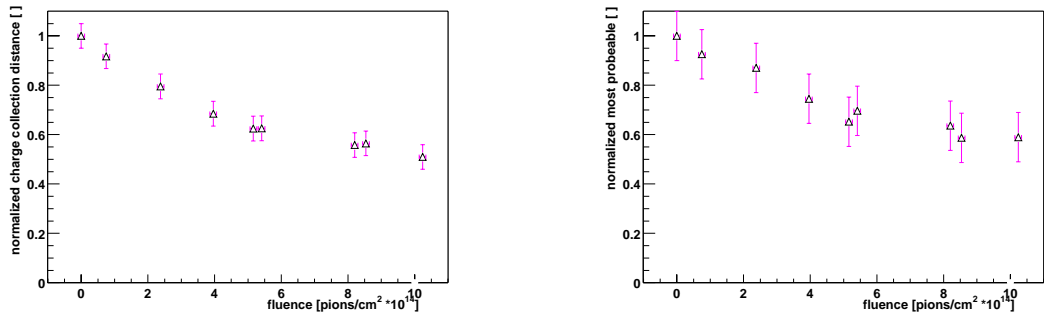 normalized charge collection distance [ ]
1
0.8
0.6
0.4
0.2
0
0 2 4 6 8 10
fluence [pions/cm² *10¹⁴]
normalized most probeable [ ]
1
0.8
0.6
0.4
0.2
0
0 2 4 6 8 10
fluence [pions/cm² *10¹⁴]